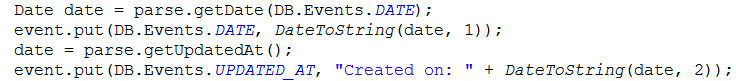 Date date = parse.getDate(DB.Events.DATE);
event.put(DB.Events.DATE, DateToString(date, 1));
date = parse.getUpdatedAt();
event.put(DB.Events.UPDATED_AT, "Created on: " + DateToString(date, 2));